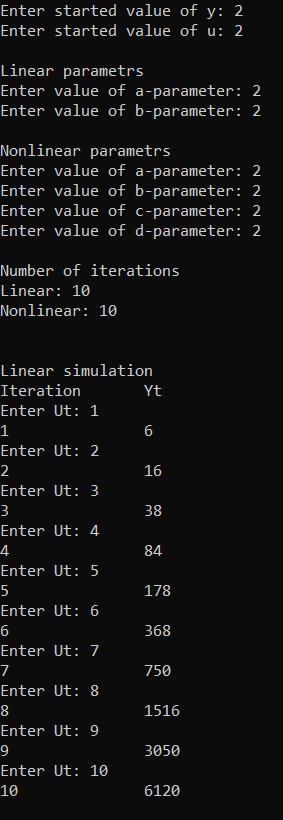 Enter started value of y: 2
Enter started value of u: 2
Linear parametrs
Enter value of a-parameter: 2
Enter value of b-parameter: 2
Nonlinear parametrs
Enter value of a-parameter: 2
Enter value of b-parameter: 2
Enter value of c-parameter: 2
Enter value of d-parameter: 2
Number of iterations
Linear: 10
Nonlinear: 10
Linear simulation
Iteration Yt
Enter Ut: 1
1 6
Enter Ut: 2
2 16
Enter Ut: 3
3 38
Enter Ut: 4
4 84
Enter Ut: 5
5 178
Enter Ut: 6
6 368
Enter Ut: 7
7 750
Enter Ut: 8
8 1516
Enter Ut: 9
9 3050
Enter Ut: 10
10 6120